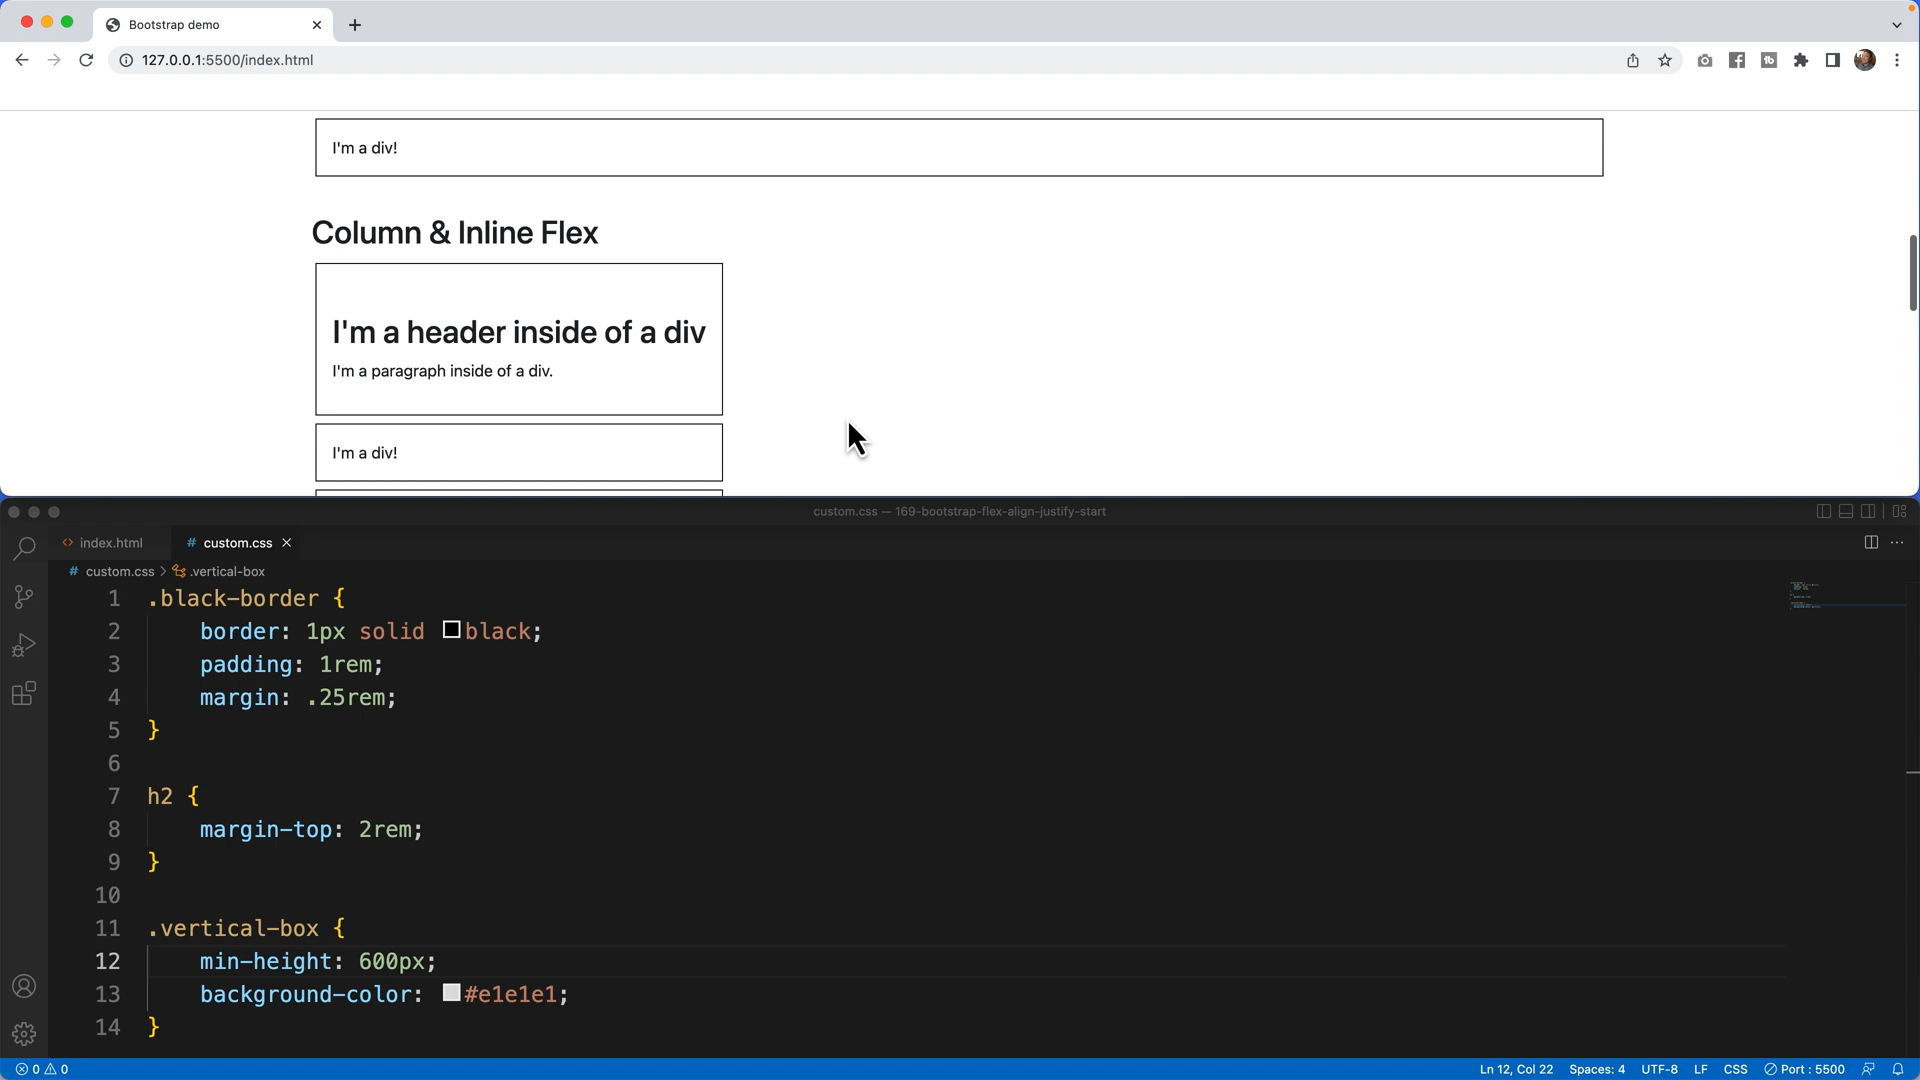 Bootstrap demo
127.0.0.1:5500/index.html
I'm a div!
Column & Inline Flex
I'm a header inside of a div
I'm a paragraph inside of a div.
I'm a div!
custom.css — 169-bootstrap-flex-align-justify-start
index.html # custom.css
# custom.css > .vertical-box
1 .black-border {
2 border: 1px solid black;
3 padding: 1rem;
4 margin: .25rem;
5 }
6
7 h2 {
8 margin-top: 2rem;
9 }
10
11 .vertical-box {
12 min-height: 600px;
13 background-color: #e1e1e1;
14 }
0 0 Ln 12, Col 22 Spaces: 4 UTF-8 LF CSS Port : 5500